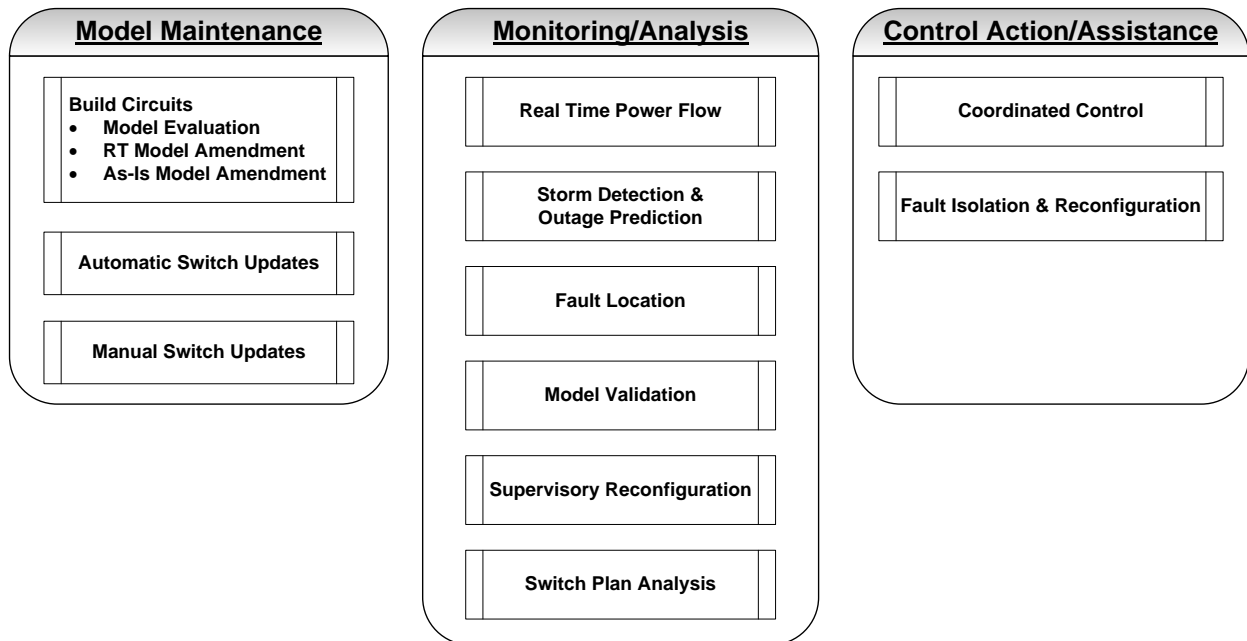 Model Maintenance
Build Circuits
• Model Evaluation
• RT Model Amendment
• As-Is Model Amendment
Automatic Switch Updates
Manual Switch Updates
Monitoring/Analysis
Real Time Power Flow
Storm Detection &
Outage Prediction
Fault Location
Model Validation
Supervisory Reconfiguration
Switch Plan Analysis
Control Action/Assistance
Coordinated Control
Fault Isolation & Reconfiguration